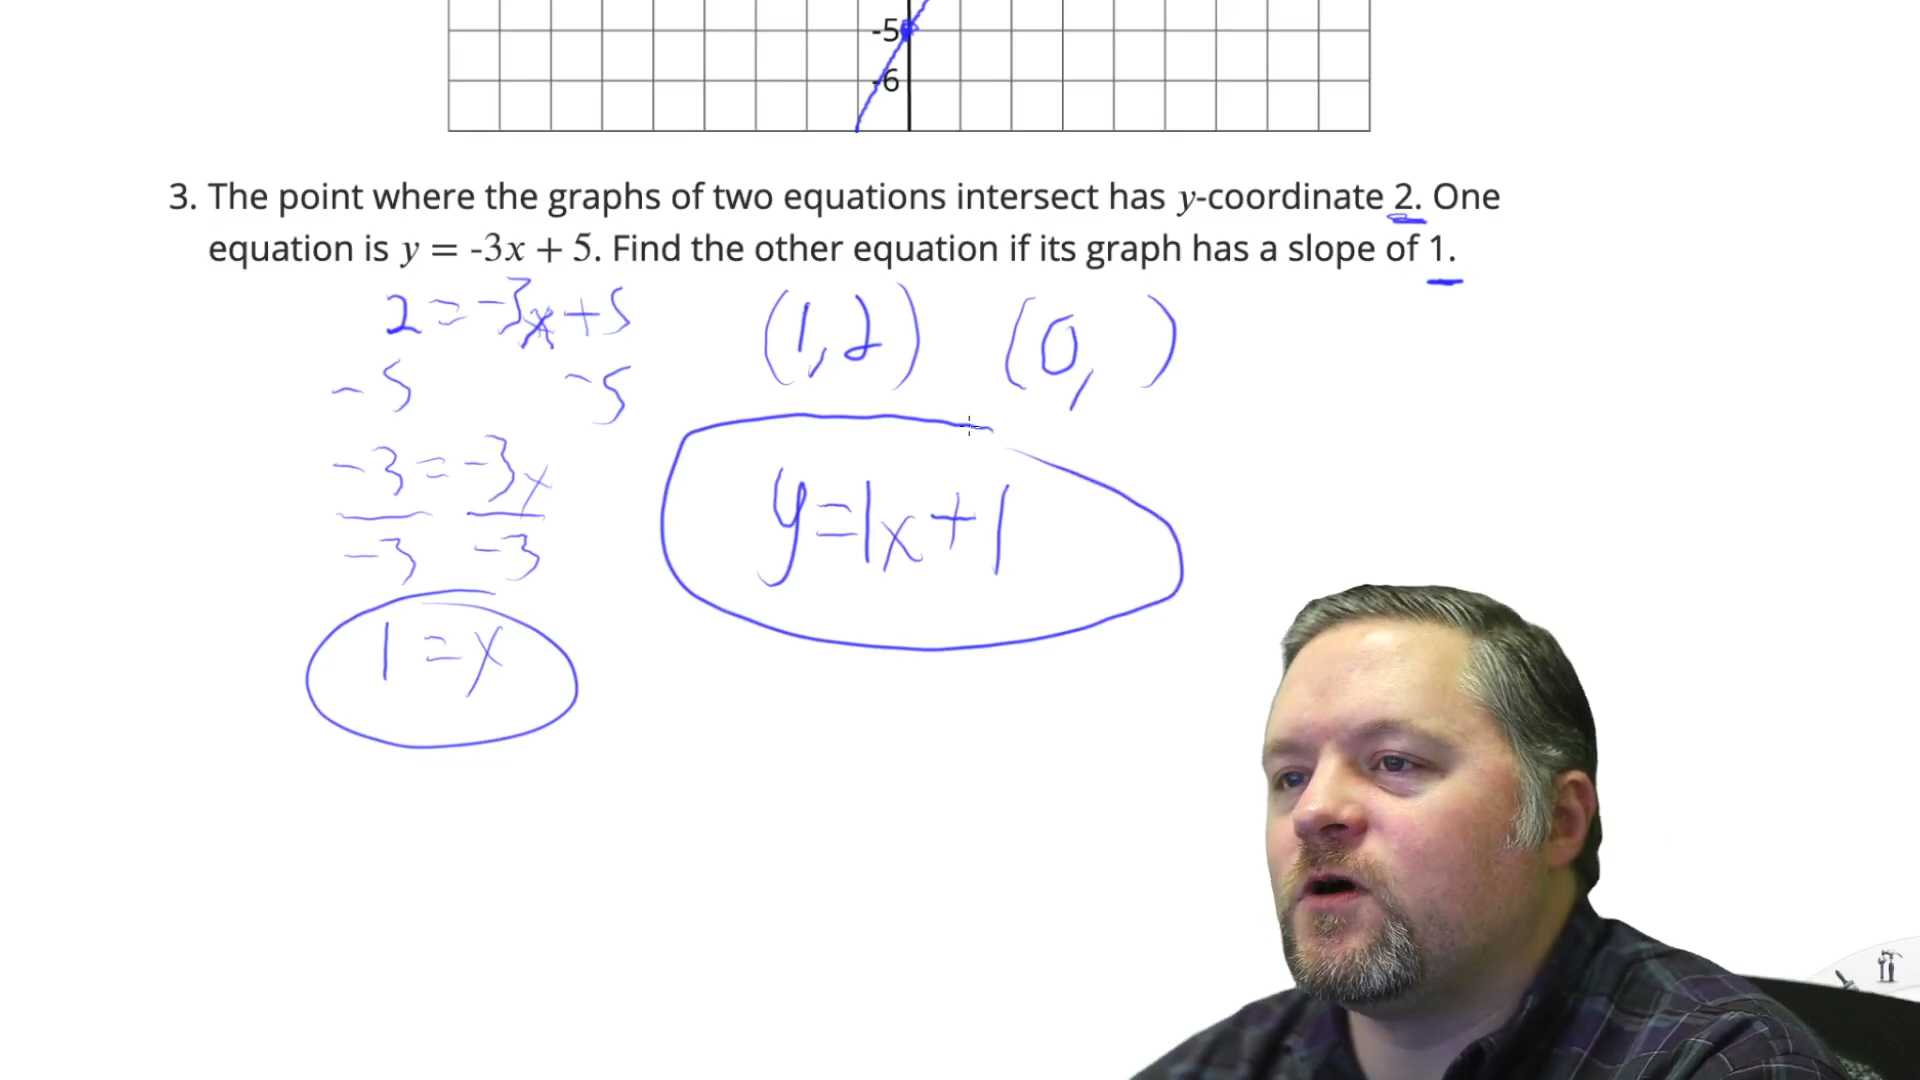 -5
-6
3. The point where the graphs of two equations intersect has y-coordinate 2. One
equation is y = -3x + 5. Find the other equation if its graph has a slope of 1.
2 = -3x + 5
-5 -5
-3 = -3x
-3 -3
1 = x
(1, 2) (0, )
y = 1x + 1